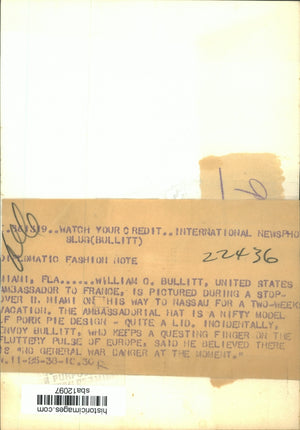 ..WATCH YOUR CREDIT..INTERNATIONAL NEWSPHO
SLUG(BULLITT)
22436
DIPLOMATIC FASHION NOTE
MIAMI, FLA.....WILLIAM C. BULLITT, UNITED STATES
AMBASSADOR TO FRANCE, IS PICTURED DURING A STOP-
OVER IN MIAMI ON THIS WAY TO NASSAU FOR A TWO-WEEK
VACATION. THE AMBASSADORIAL HAT IS A NIFTY MODEL
OF PORK PIE DESIGN - QUITE A LID. INCIDENTALLY,
ENVOY BULLITT, WHO KEEPS A QUESTING FINGER ON THE
FLUTTERY PULSE OF EUROPE, SAID HE BELIEVED THERE
IS "NO GENERAL WAR DANGER AT THE MOMENT."
historicimages.com
sba12097